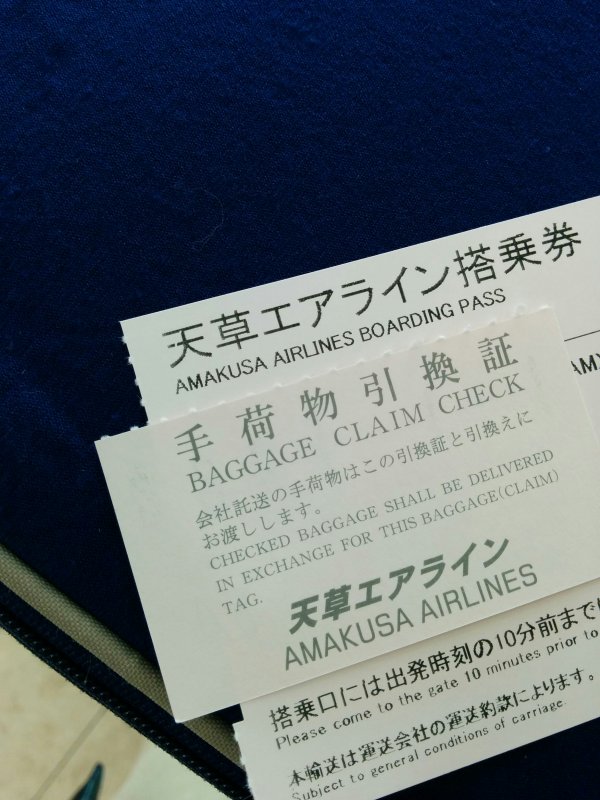 天草エアライン搭乗券
AMAKUSA AIRLINES BOARDING PASS
手荷物引換証
BAGGAGE CLAIM CHECK
会社託送の手荷物はこの引換証と引換えに
お渡しします。
CHECKED BAGGAGE SHALL BE DELIVERED
IN EXCHANGE FOR THIS BAGGAGE(CLAIM)
TAG.
天草エアライン
AMAKUSA AIRLINES
搭乗口には出発時刻の10分前まで
Please come to the gate 10 minutes prior to
本輸送は運送会社の運送約款によります。
Subject to general conditions of carriage.